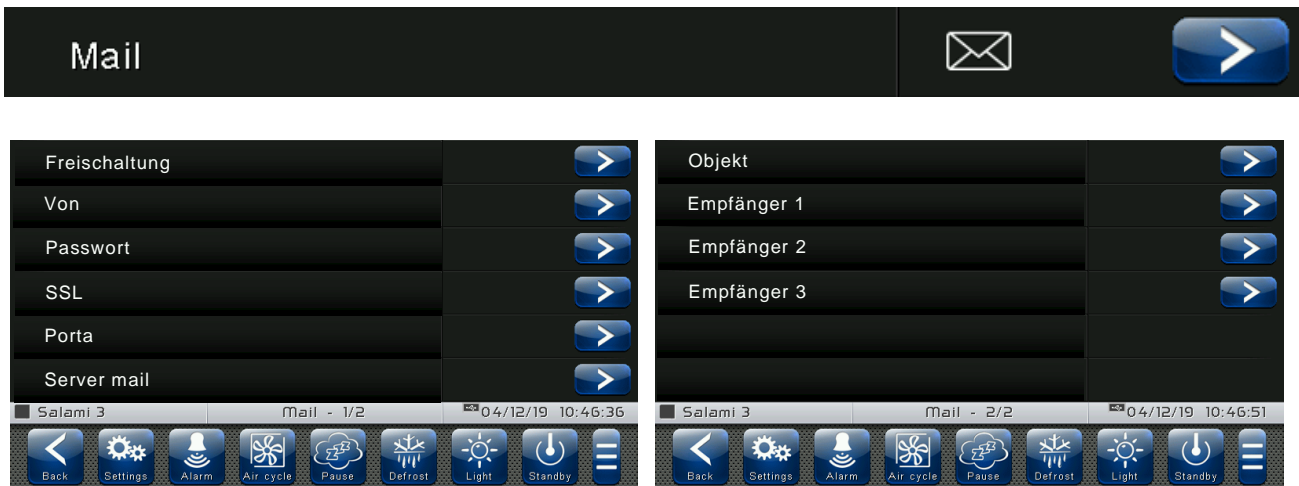 Mail
Freischaltung
Von
Passwort
SSL
Porta
Server mail
Salami 3 Mail - 1/2 04/12/19 10:46:36
Back Settings Alarm Air cycle Pause Defrost Light Standby
Objekt
Empfänger 1
Empfänger 2
Empfänger 3
Salami 3 Mail - 2/2 04/12/19 10:46:51
Back Settings Alarm Air cycle Pause Defrost Light Standby